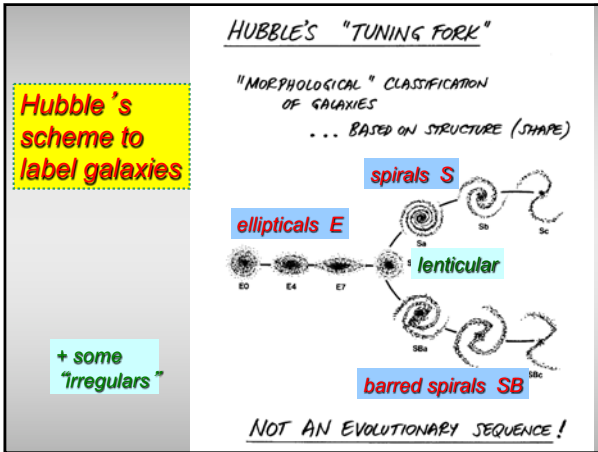 HUBBLE'S "TUNING FORK"
"MORPHOLOGICAL" CLASSIFICATION
OF GALAXIES
... BASED ON STRUCTURE (SHAPE)
Hubble's
scheme to
label galaxies
spirals S
Sa
Sb
Sc
ellipticals E
E0
E4
E7
lenticular
SBa
SBc
barred spirals SB
+ some
"irregulars"
NOT AN EVOLUTIONARY SEQUENCE!